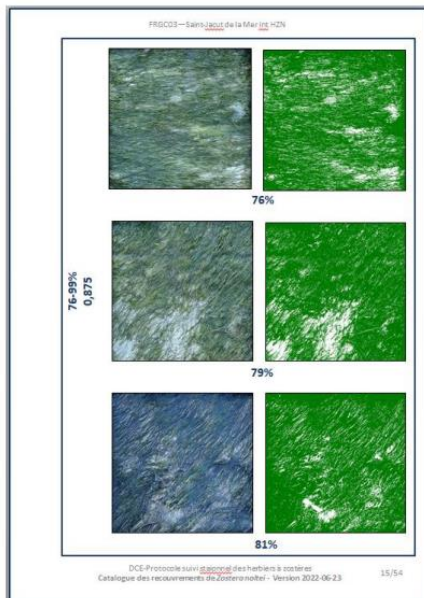 FRGC03 — Saint-Jacut de la Mer Int HZN
76%
76-99%
0,875
79%
81%
DCE-Protocole suivi stationnel des herbiers à zostères
Catalogue des recouvrements de Zostera noltei - Version 2022-06-23
15/54